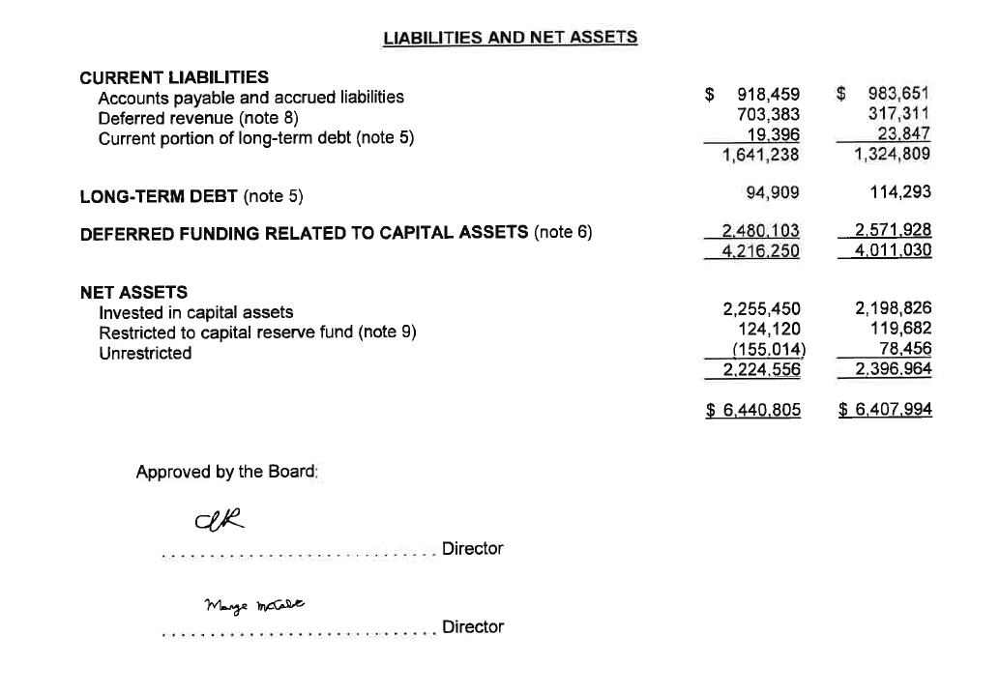 LIABILITIES AND NET ASSETS
CURRENT LIABILITIES
Accounts payable and accrued liabilities $ 918,459 $ 983,651
Deferred revenue (note 8) 703,383 317,311
Current portion of long-term debt (note 5) 19,396 23,847
1,641,238 1,324,809
LONG-TERM DEBT (note 5) 94,909 114,293
DEFERRED FUNDING RELATED TO CAPITAL ASSETS (note 6) 2,480,103 2,571,928
4,216,250 4,011,030
NET ASSETS
Invested in capital assets 2,255,450 2,198,826
Restricted to capital reserve fund (note 9) 124,120 119,682
Unrestricted (155,014) 78,456
2,224,556 2,396,964
$ 6,440,805 $ 6,407,994
Approved by the Board:
............................. Director
Marge
............................. Director